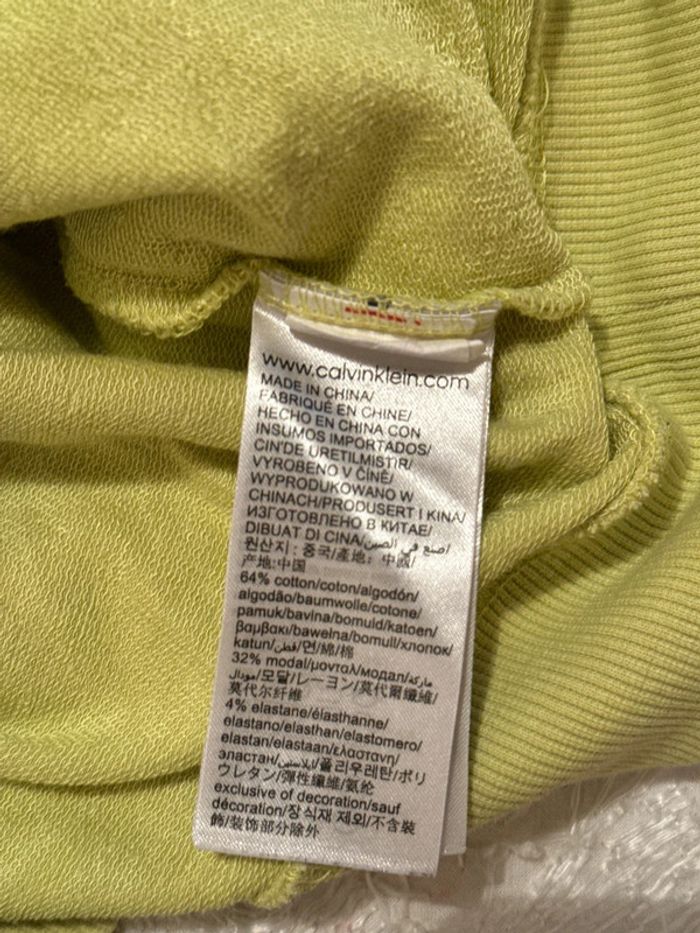 www.calvinklein.com
MADE IN CHINA/
FABRIQUÉ EN CHINE/
HECHO EN CHINA CON
INSUMOS IMPORTADOS/
CIN'DE URETILMISTIR/
VYROBENO V ČÍNĚ/
WYPRODUKOWANO W
CHINACH/PRODUSERT I KINA/
ИЗГОТОВЛЕНО В КИТАЕ/
DIBUAT DI CINA/صنع في الصين/
원산지: 중국/產地: 中國/
产地:中国
64% cotton/coton/algodón/
algodão/baumwolle/cotone/
pamuk/bavlna/bomuld/katoen/
βαμβακι/bawełna/bomull/хлопок/
katun/قطن/면/綿/棉
32% modal/μονταλ/модал/ماركة
مودال/모달/レーヨン/莫代爾纖維/
莫代尔纤维
4% elastane/élasthanne/
elastano/elasthan/elastomero/
elastan/elastaan/ελασταντη/
эластан/ايلاستين/폴리우레탄/ポリ
ウレタン/彈性纖維/氨纶
exclusive of decoration/sauf
décoration/장식재 제외/不含裝
飾/装饰部分除外